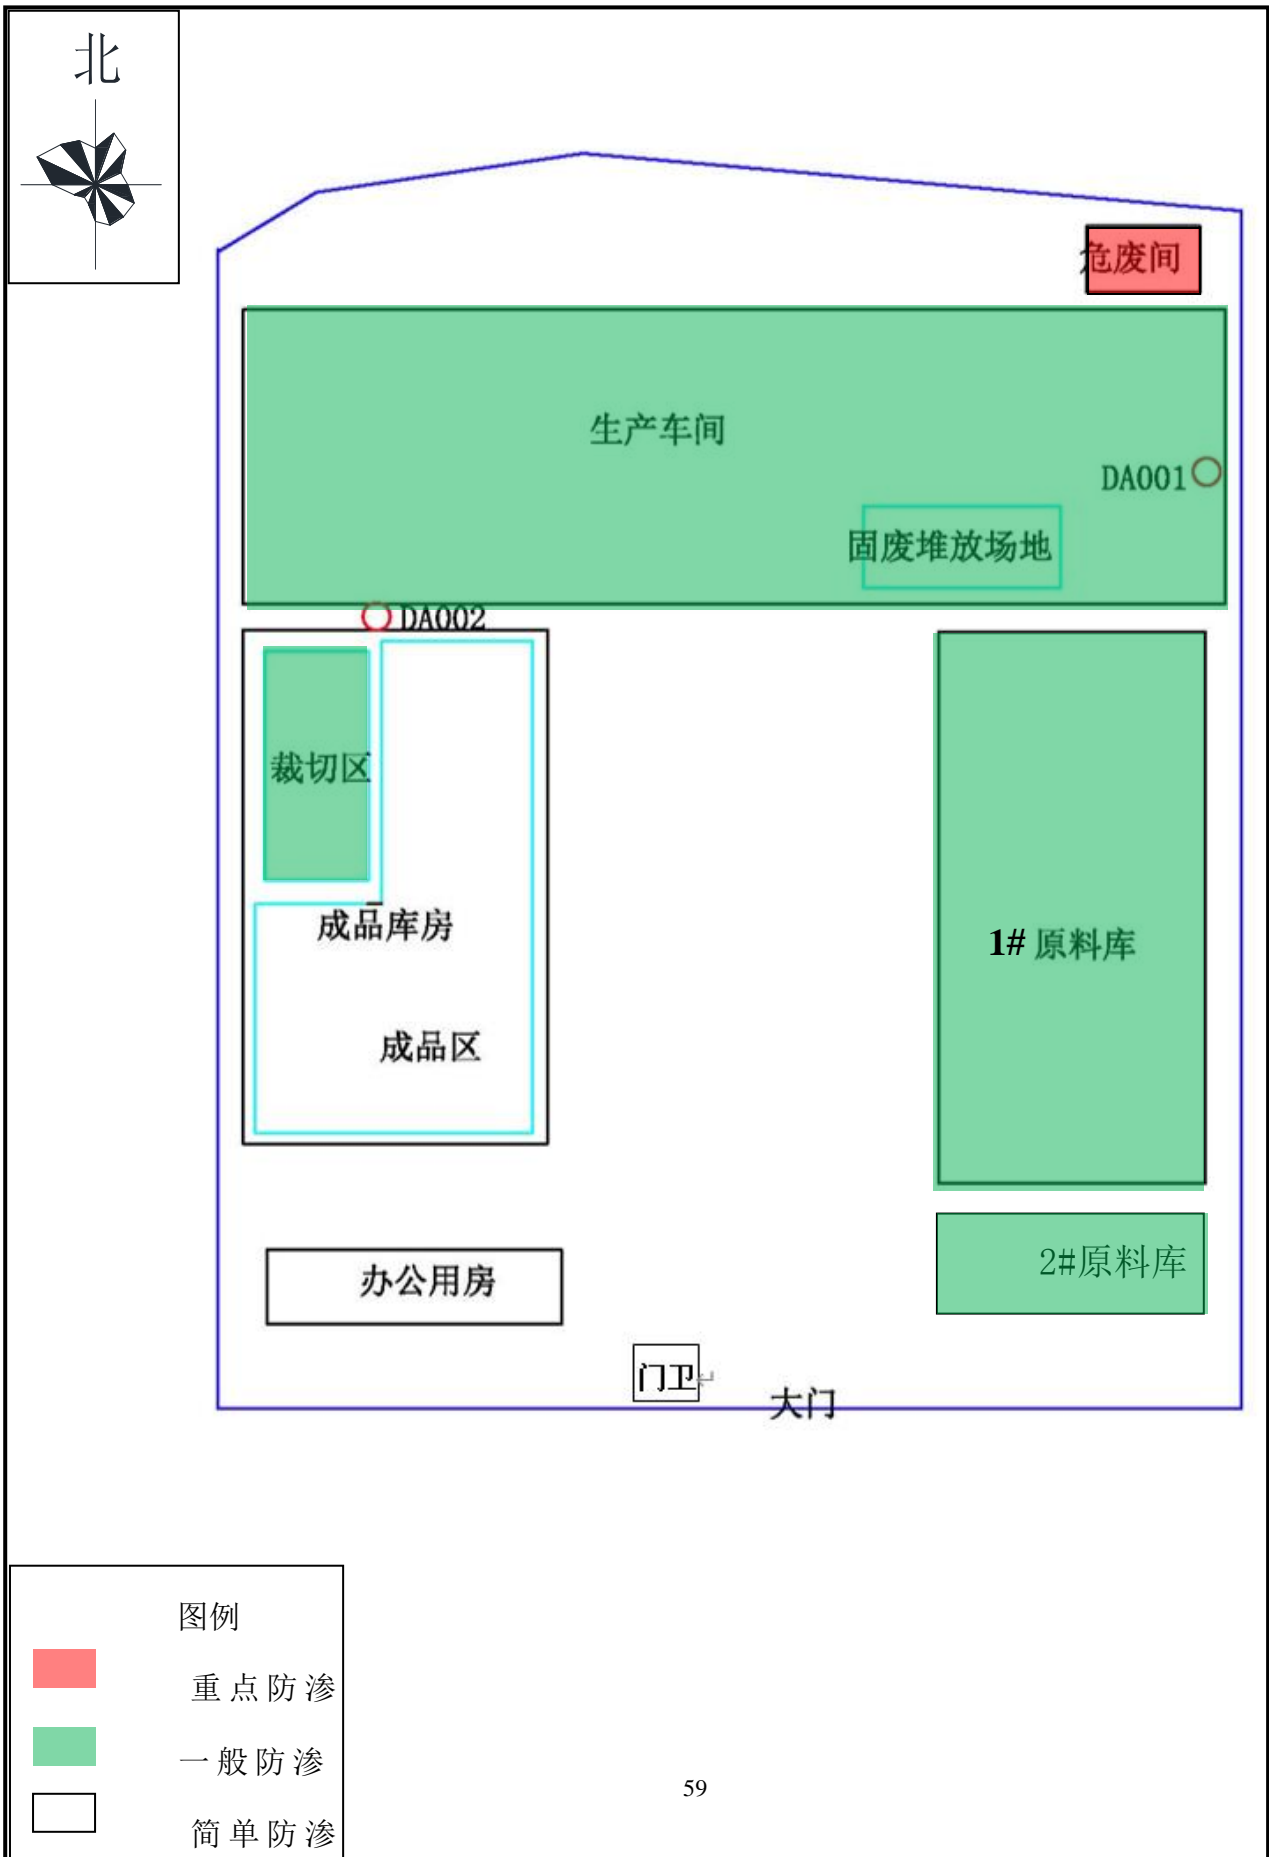 北
危废间
生产车间
DA001
固废堆放场地
DA002
裁切区
成品库房
1# 原料库
成品区
2#原料库
办公用房
门卫
大门
图例
重点防渗
一般防渗
59
简单防渗